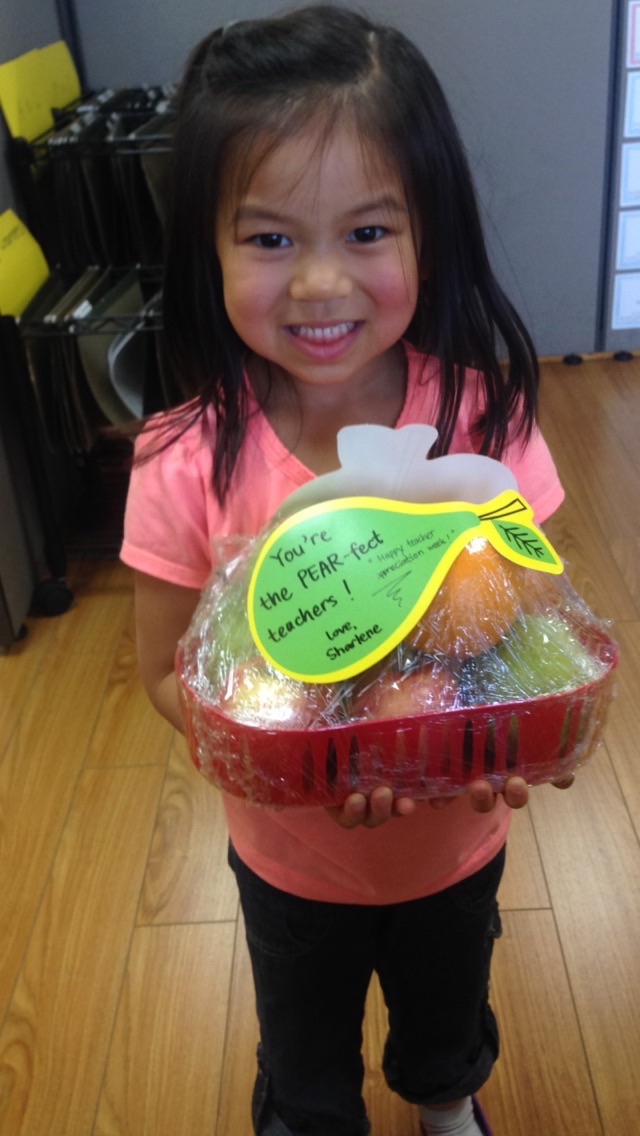 You're
the PEAR-fect
teachers!
"Happy teacher
appreciation week!"
Love,
Sharlene